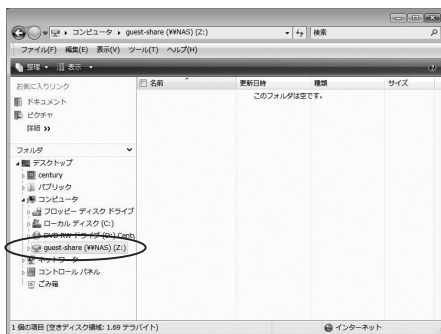 ▸ コンピュータ ▸ guest-share (¥¥NAS) (Z:)
検索
ファイル(F) 編集(E) 表示(V) ツール(T) ヘルプ(H)
整理 表示
お気に入りリンク
ドキュメント
ピクチャ
詳細 »
フォルダ
デスクトップ
century
パブリック
コンピュータ
フロッピー ディスク ドライブ
ローカル ディスク (C:)
DVD RW ドライブ (D:) Centu
guest-share (¥¥NAS) (Z:)
ネットワーク
コントロール パネル
ごみ箱
名前 更新日時 種類 サイズ
このフォルダは空です。
1 個の項目 (空きディスク領域: 1.69 テラバイト)
インターネット